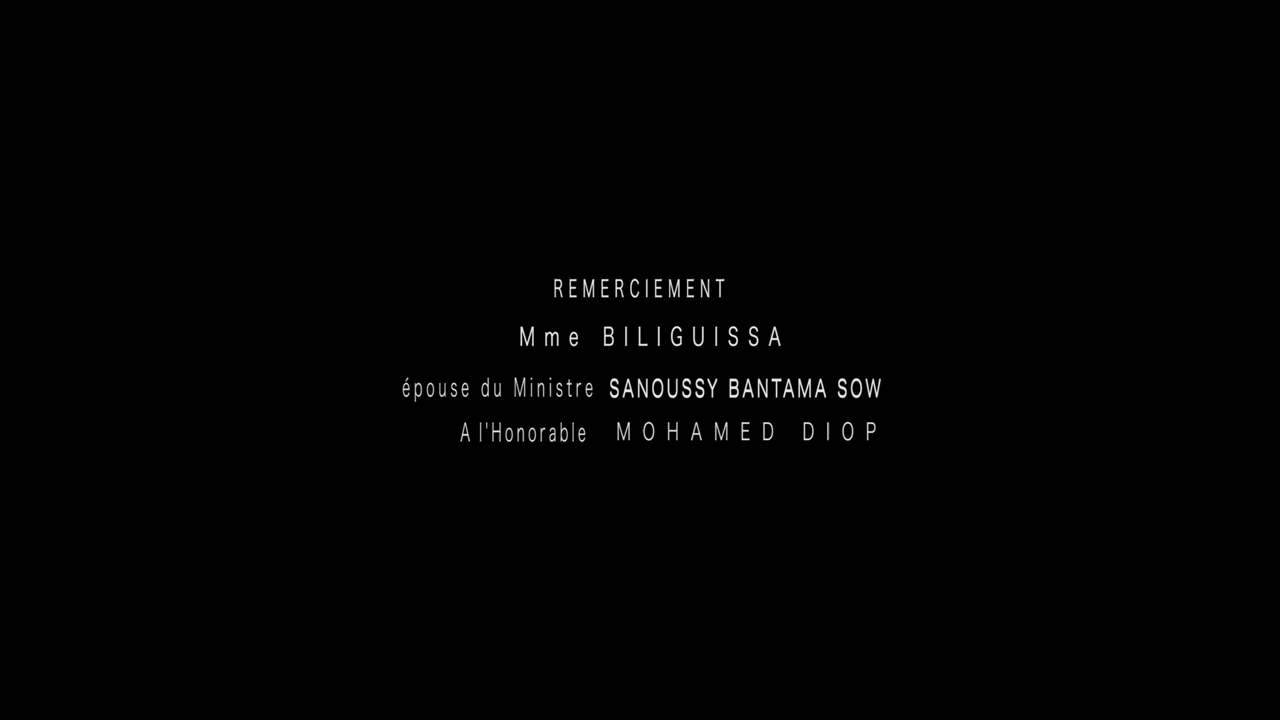 REMERCIEMENT
Mme BILIGUISSA
épouse du Ministre SANOUSSY BANTAMA SOW
A l'Honorable MOHAMED DIOP